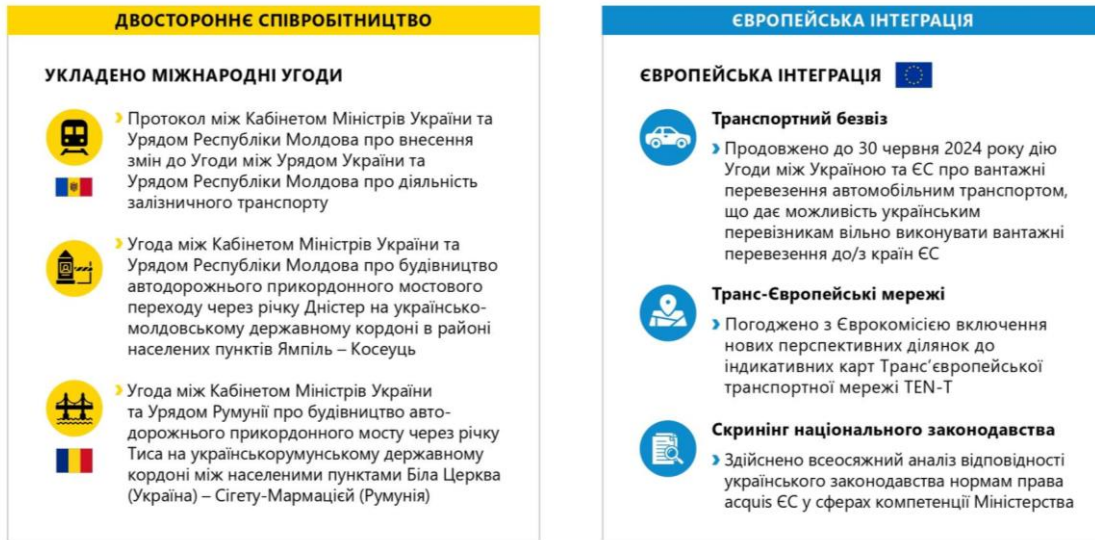 ДВОСТОРОННЄ СПІВРОБІТНИЦТВО
УКЛАДЕНО МІЖНАРОДНІ УГОДИ
Протокол між Кабінетом Міністрів України та
Урядом Республіки Молдова про внесення
змін до Угоди між Урядом України та
Урядом Республіки Молдова про діяльність
залізничного транспорту
Угода між Кабінетом Міністрів України та
Урядом Республіки Молдова про будівництво
автодорожнього прикордонного мостового
переходу через річку Дністер на українсько-
молдовському державному кордоні в районі
населених пунктів Ямпіль – Косеуць
Угода між Кабінетом Міністрів України
та Урядом Румунії про будівництво авто-
дорожнього прикордонного мосту через річку
Тиса на українськорумунському державному
кордоні між населеними пунктами Біла Церква
(Україна) – Сігету-Мармацієй (Румунія)
ЄВРОПЕЙСЬКА ІНТЕГРАЦІЯ
ЄВРОПЕЙСЬКА ІНТЕГРАЦІЯ
Транспортний безвіз
Продовжено до 30 червня 2024 року дію
Угоди між Україною та ЄС про вантажні
перевезення автомобільним транспортом,
що дає можливість українським
перевізникам вільно виконувати вантажні
перевезення до/з країн ЄС
Транс-Європейські мережі
Погоджено з Єврокомісією включення
нових перспективних ділянок до
індикативних карт Транс’європейської
транспортної мережі TEN-T
Скринінг національного законодавства
Здійснено всеосяжний аналіз відповідності
українського законодавства нормам права
acquis ЄС у сферах компетенції Міністерства